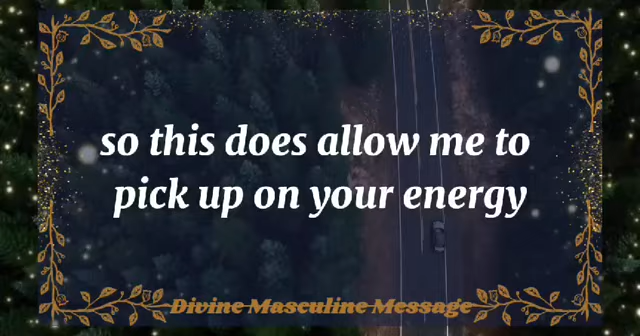 so this does allow me to
pick up on your energy
Divine Masculine Message